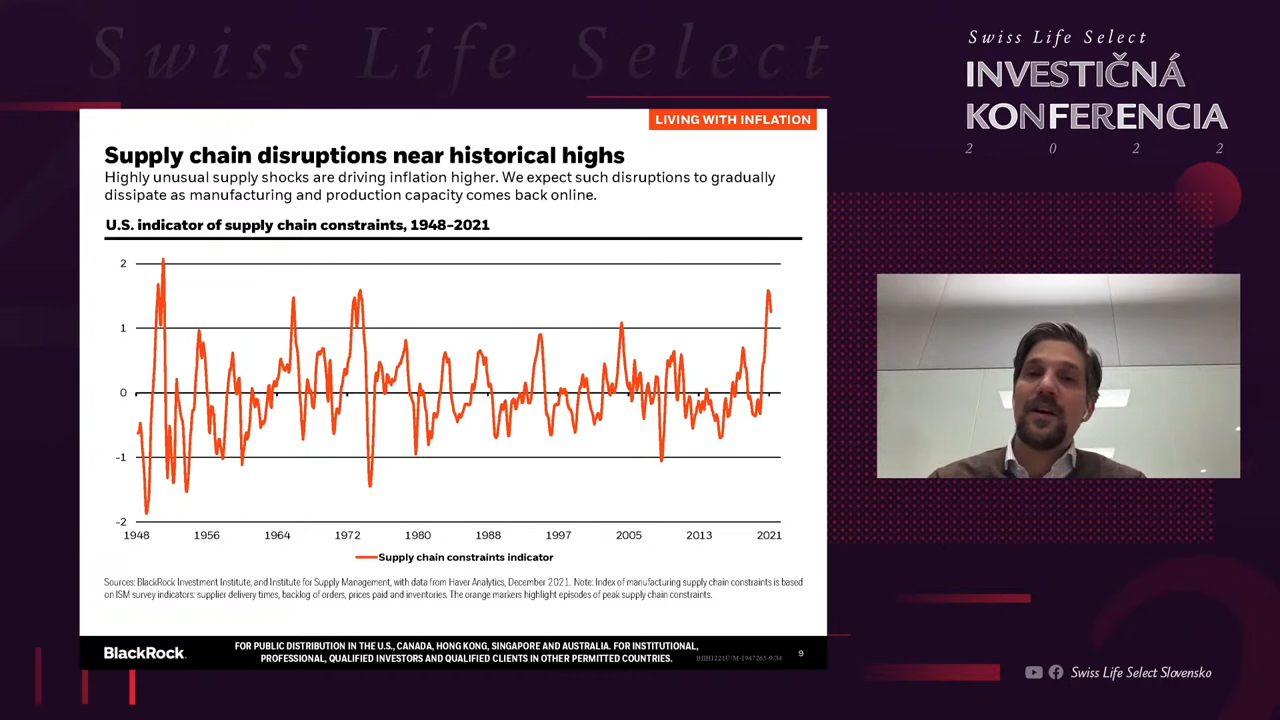 Swiss Life Select
Swiss Life Select
INVESTIČNÁ
KONFERENCIA
2 0 2 2
LIVING WITH INFLATION
Supply chain disruptions near historical highs
Highly unusual supply shocks are driving inflation higher. We expect such disruptions to gradually
dissipate as manufacturing and production capacity comes back online.
U.S. indicator of supply chain constraints, 1948–2021
2
1
0
-1
-2
1948 1956 1964 1972 1980 1988 1997 2005 2013 2021
Supply chain constraints indicator
Sources: BlackRock Investment Institute, and Institute for Supply Management, with data from Haver Analytics, December 2021. Note: Index of manufacturing supply chain constraints is based
on ISM survey indicators: supplier delivery times, backlog of orders, prices paid and inventories. The orange markers highlight episodes of peak supply chain constraints.
BlackRock.
FOR PUBLIC DISTRIBUTION IN THE U.S., CANADA, HONG KONG, SINGAPORE AND AUSTRALIA. FOR INSTITUTIONAL,
PROFESSIONAL, QUALIFIED INVESTORS AND QUALIFIED CLIENTS IN OTHER PERMITTED COUNTRIES.
BIIH1221U/M-1947265-9/34
9
Swiss Life Select Slovensko